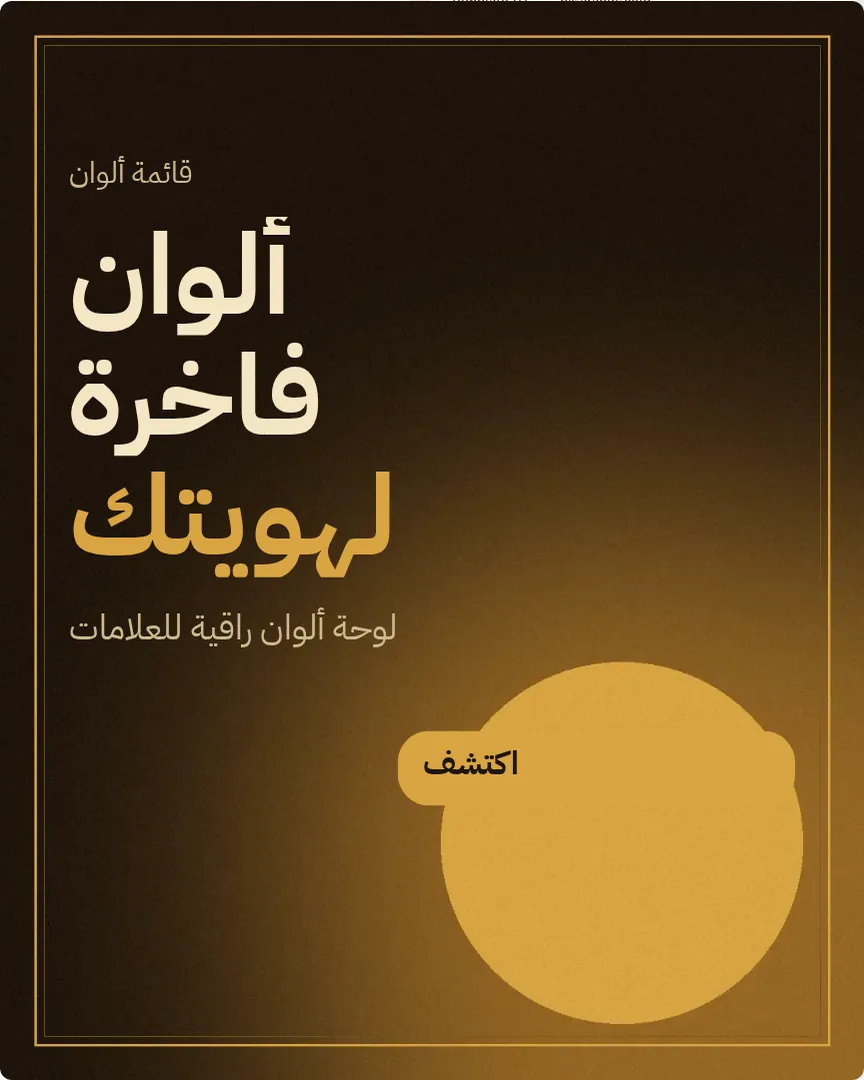 قائمة ألوان
ألوان
فاخرة
لهويتك
لوحة ألوان راقية للعلامات
اكتشف